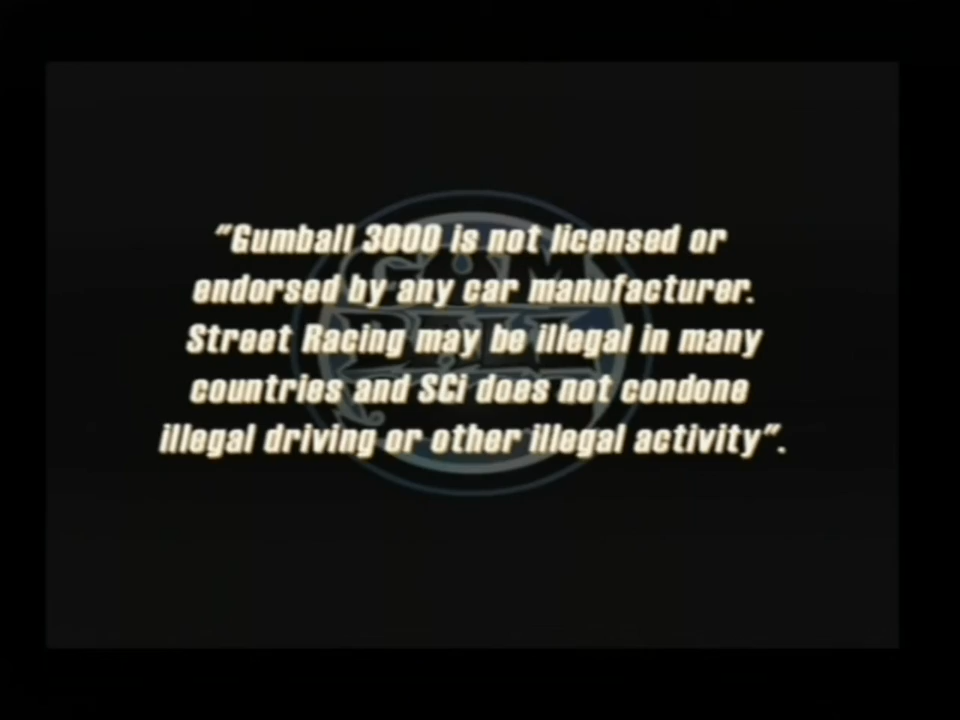 "Gumball 3000 is not licensed or
endorsed by any car manufacturer.
Street Racing may be illegal in many
countries and SCi does not condone
illegal driving or other illegal activity".